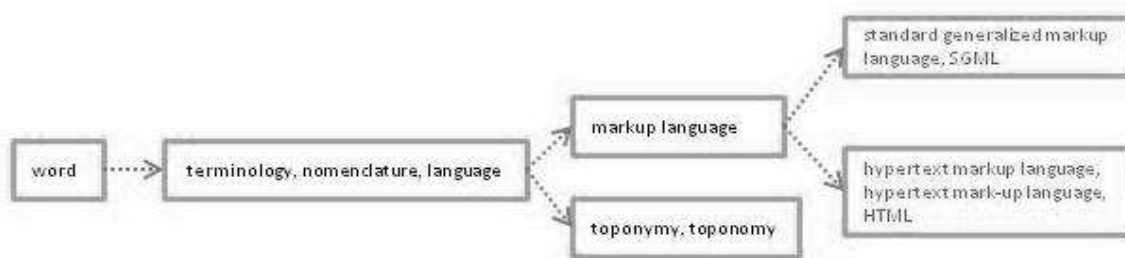 word
terminology, nomenclature, language
markup language
toponymy, toponomy
standard generalized markup
language, SGML
hypertext markup language,
hypertext mark-up language,
HTML